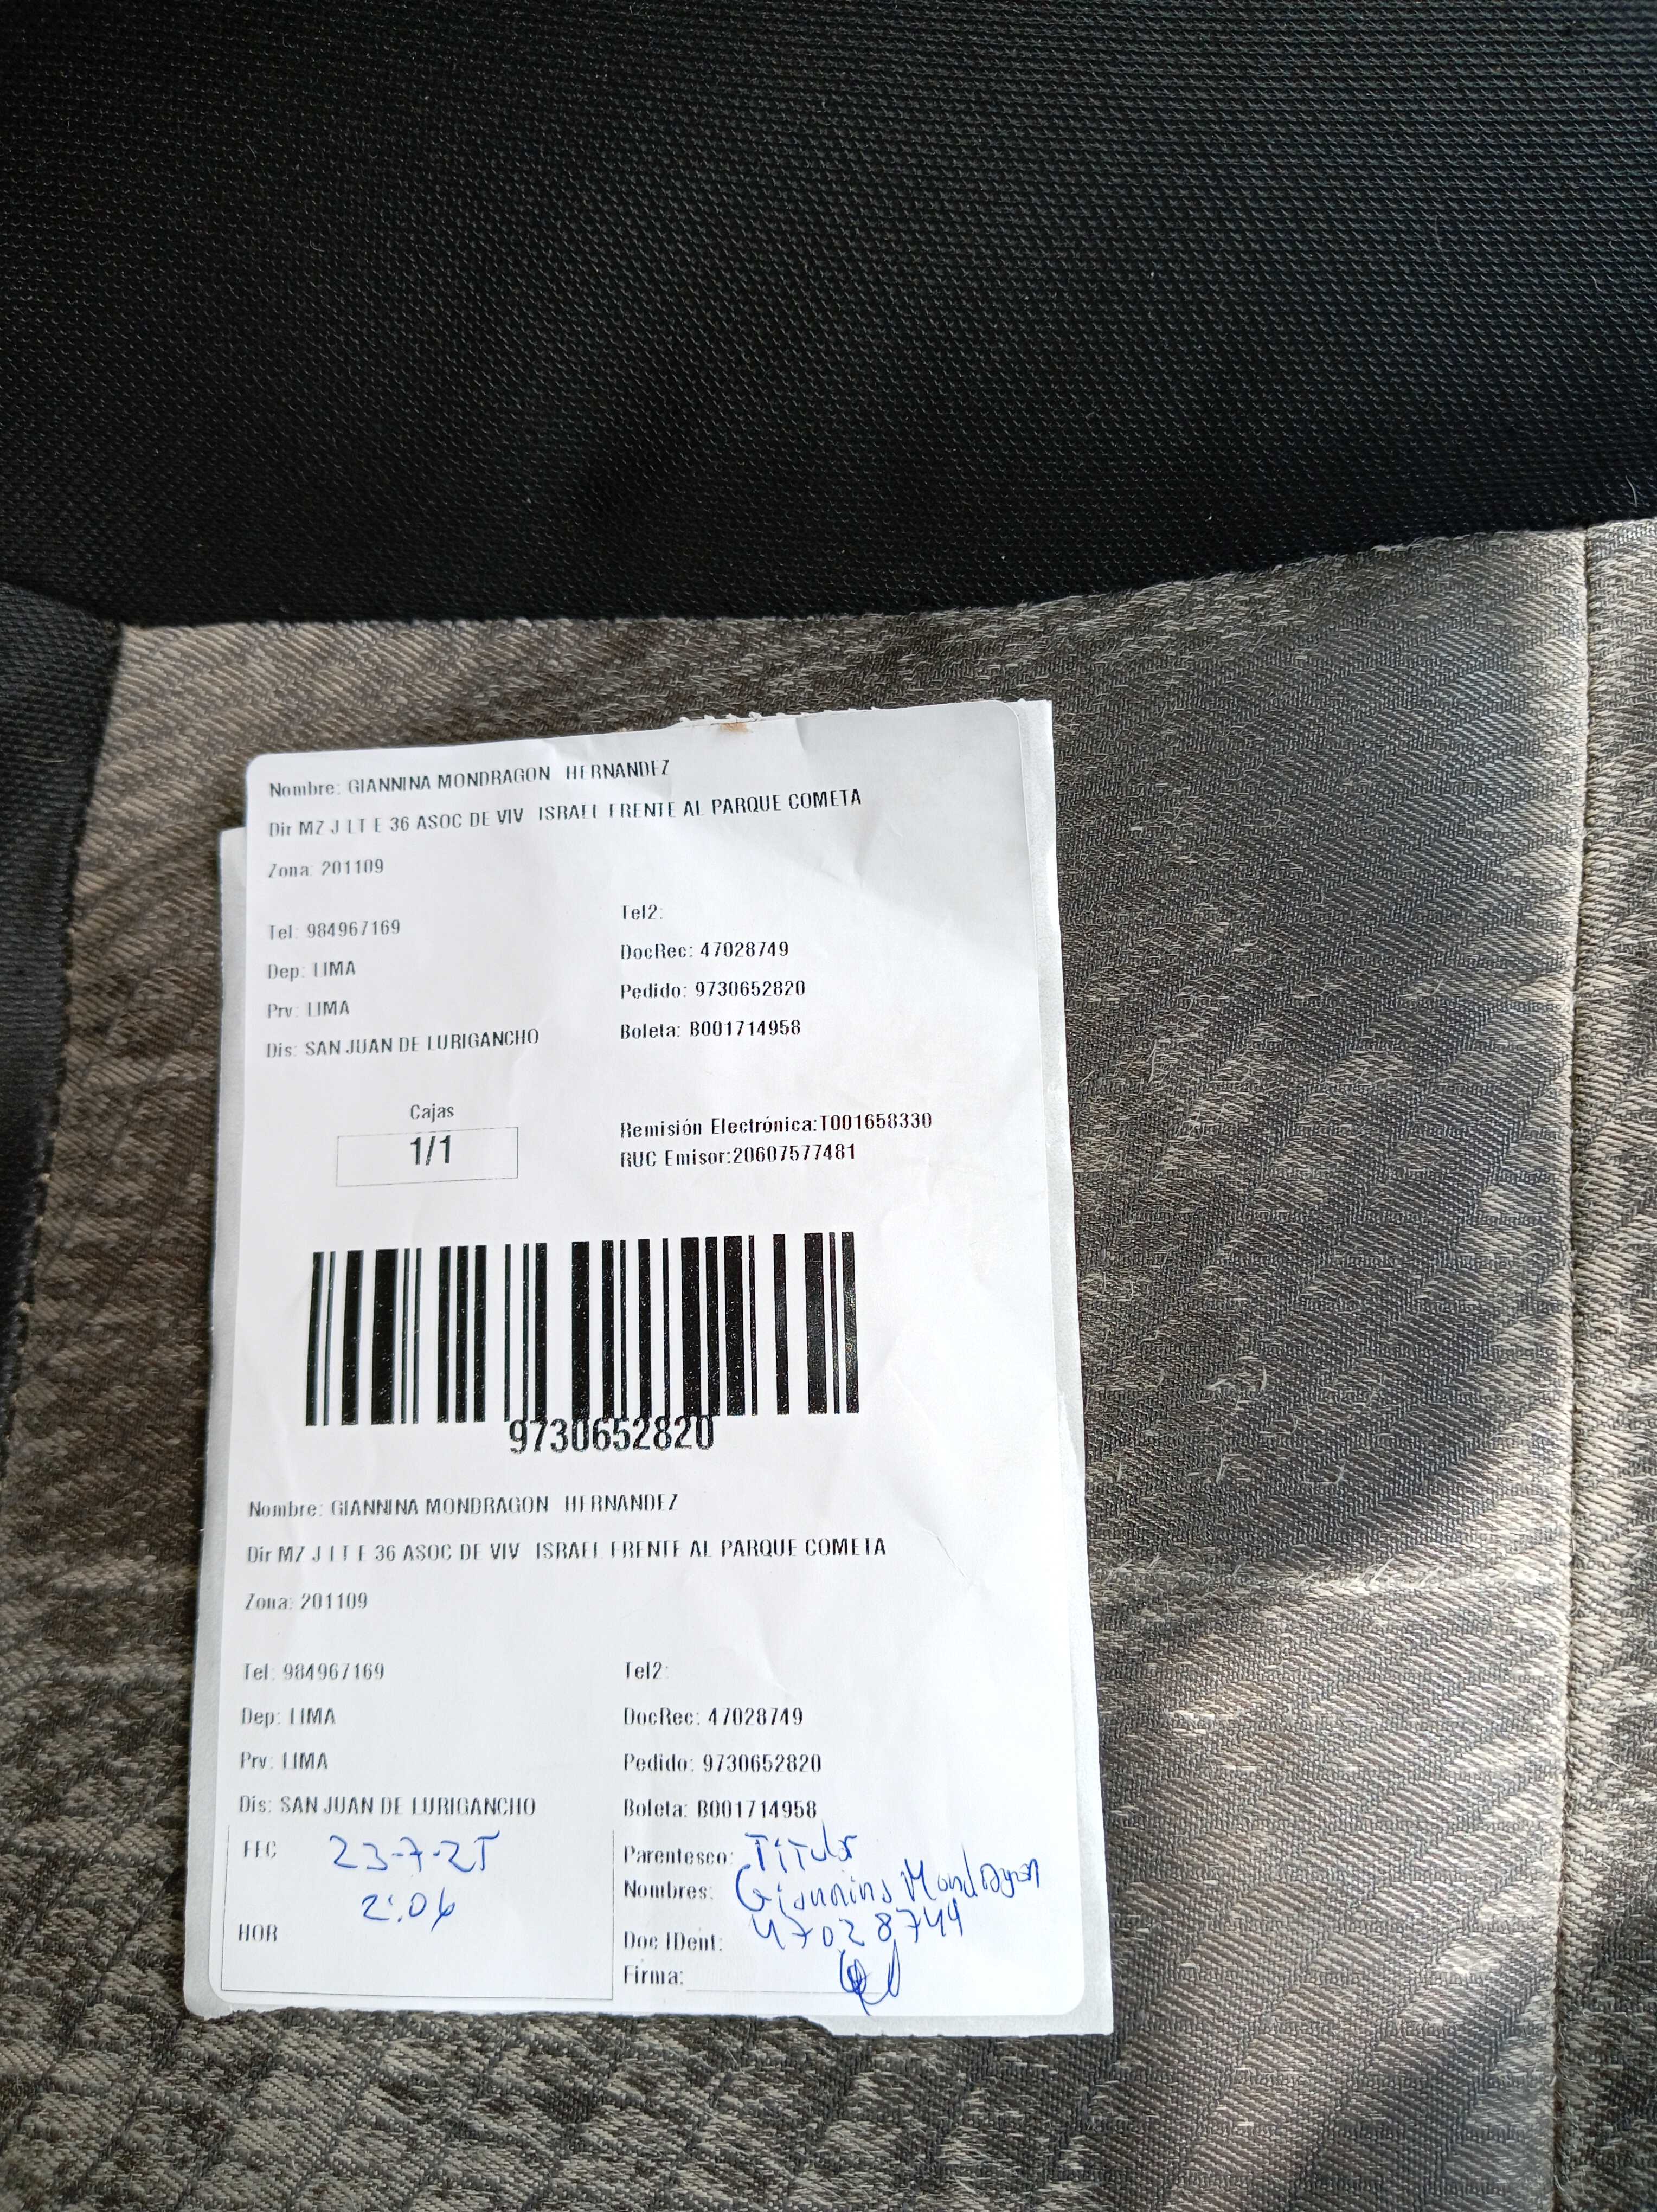 Nombre: GIANNINA MONDRAGON HERNANDEZ
Dir MZ J LT E 36 ASOC DE VIV ISRAEL FRENTE AL PARQUE COMETA
Zona: 201109
Tel: 984967169
Tel2:
Dep: LIMA
DocRec: 47028749
Prv: LIMA
Pedido: 9730652820
Dis: SAN JUAN DE LURIGANCHO
Boleta: B001714958
Cajas
1/1
Remisión Electrónica:T001658330
RUC Emisor:20607577481
9730652820
Nombre: GIANNINA MONDRAGON HERNANDEZ
Dir MZ J LT E 36 ASOC DE VIV ISRAEL FRENTE AL PARQUE COMETA
Zona: 201109
Tel: 984967169
Tel2:
Dep: LIMA
DocRec: 47028749
Prv: LIMA
Pedido: 9730652820
Dis: SAN JUAN DE LURIGANCHO
Boleta: B001714958
FEC 23-7-25
2:06
HOR
Parentesco: Titular
Nombres: Giannina Mondragon
Doc IDent: 47028749
Firma: